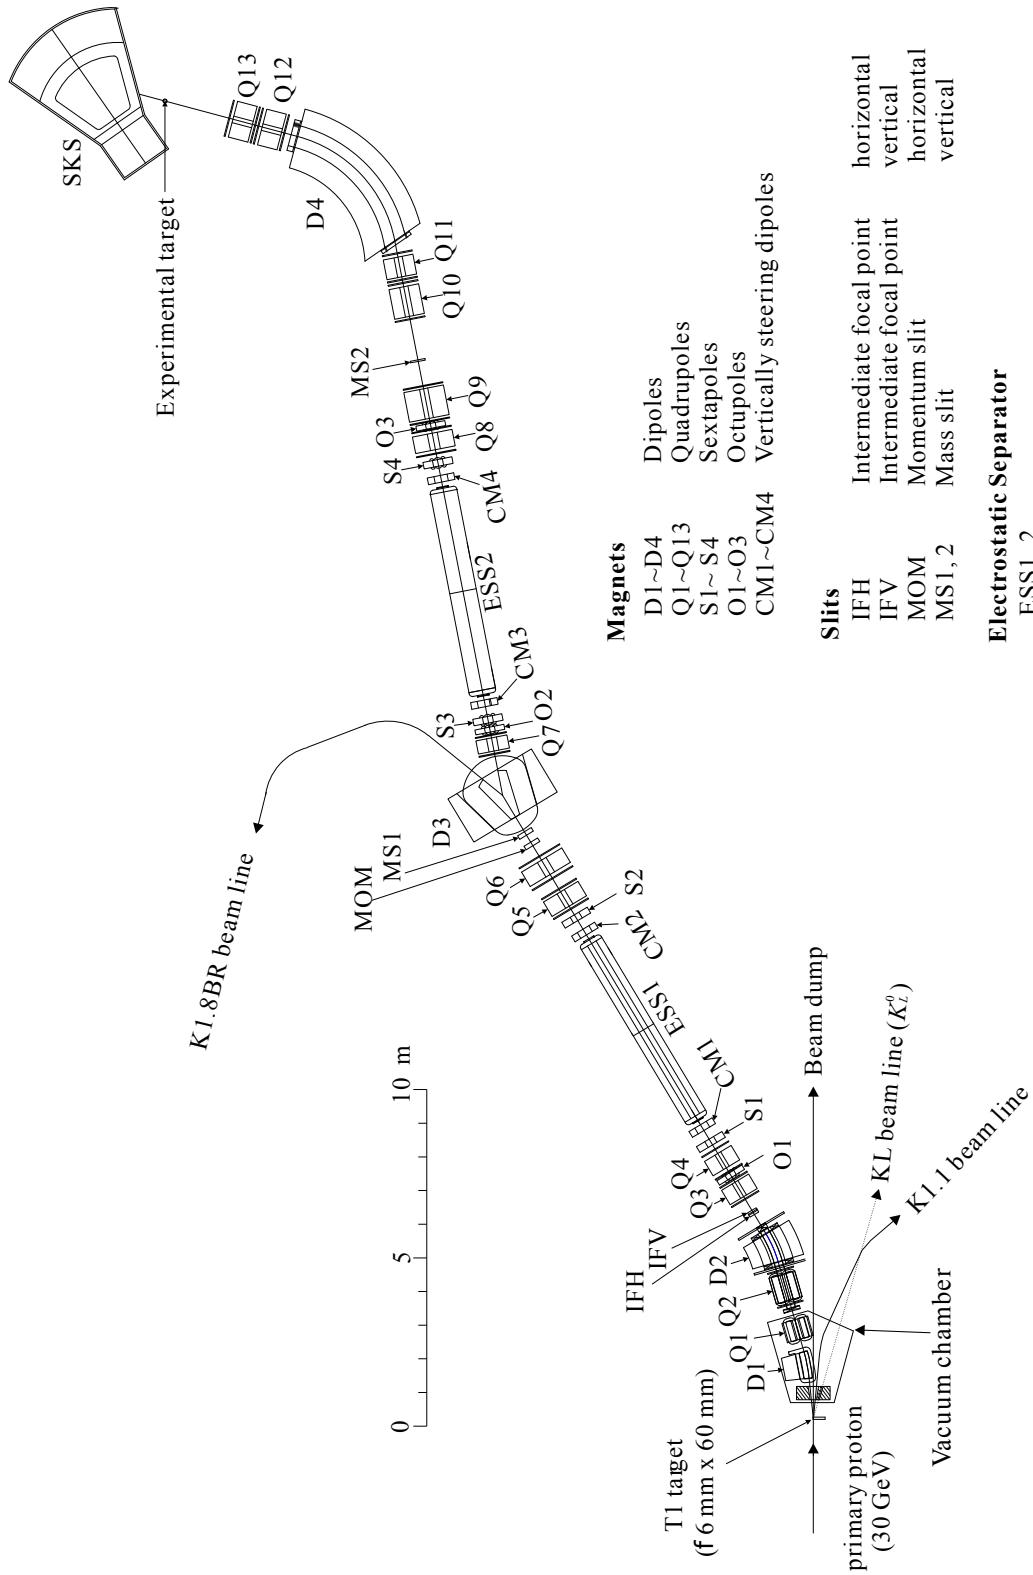 SKS
Q13
Q12
Experimental target
D4
Q11
Q10
MS2
Q9
O3
Q8
S4
CM4
ESS2
CM3
S3
O2
Q7
K1.8BR beam line
D3
MS1
MOM
Q6
Q5
S2
CM2
ESS1
CM1
S1
Q4
Q3
O1
IFV
IFH
D2
Q2
Q1
D1
0 5 10 m
Beam dump
KL beam line (K_L^0)
K1.1 beam line
Vacuum chamber
T1 target
(f 6 mm x 60 mm)
primary proton
(30 GeV)
Magnets
D1~D4 Dipoles
Q1~Q13 Quadrupoles
S1~ S4 Sextapoles
O1~O3 Octupoles
CM1~CM4 Vertically steering dipoles
Slits
IFH Intermediate focal point horizontal
IFV Intermediate focal point vertical
MOM Momentum slit horizontal
MS1, 2 Mass slit vertical
Electrostatic Separator
ESS1, 2